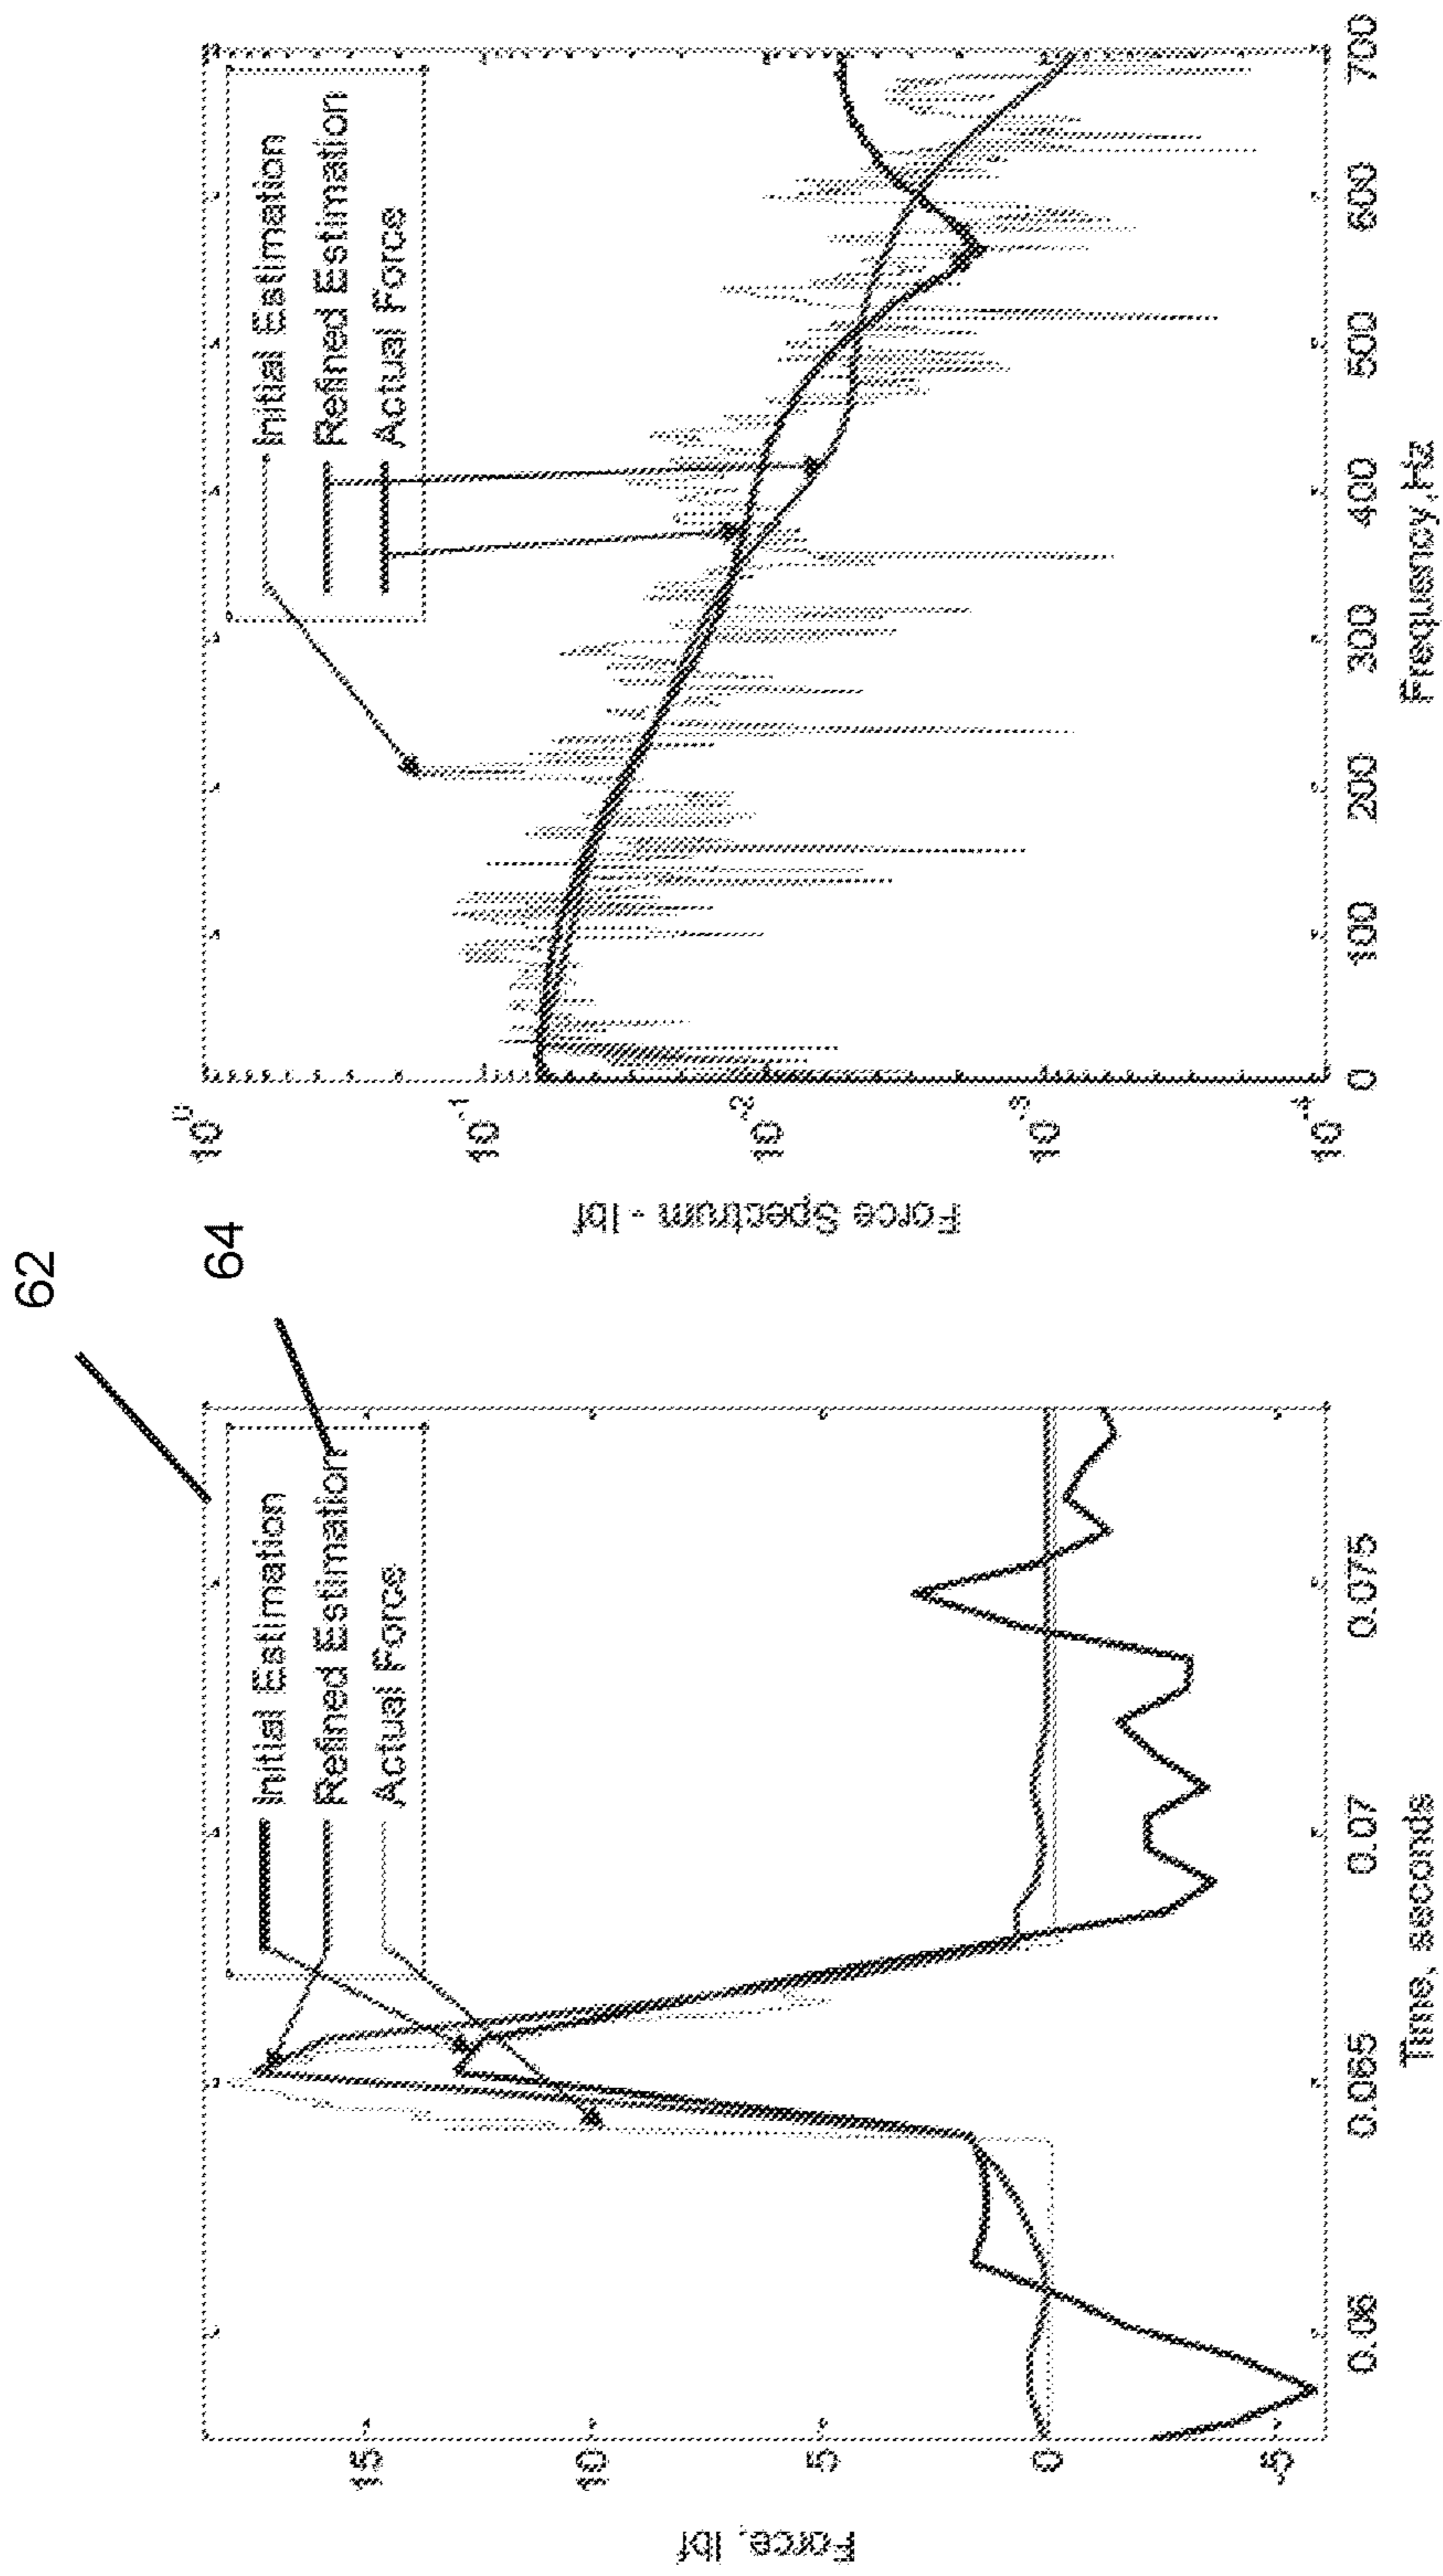 62
64
Force, lbf
15
10
5
0
-5
0.06
0.065
0.07
0.075
Time, seconds
Initial Estimation
Refined Estimation
Actual Force
Force Spectrum - lbf
10^0
10^-1
10^-2
10^-3
10^-4
0
100
200
300
400
500
600
700
Frequency, Hz
Initial Estimation
Refined Estimation
Actual Force